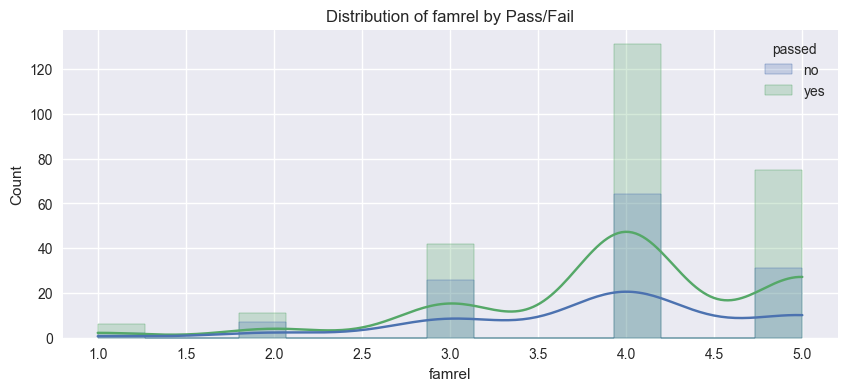 Distribution of famrel by Pass/Fail
passed
no
yes
Count
120
100
80
60
40
20
0
1.0 1.5 2.0 2.5 3.0 3.5 4.0 4.5 5.0
famrel